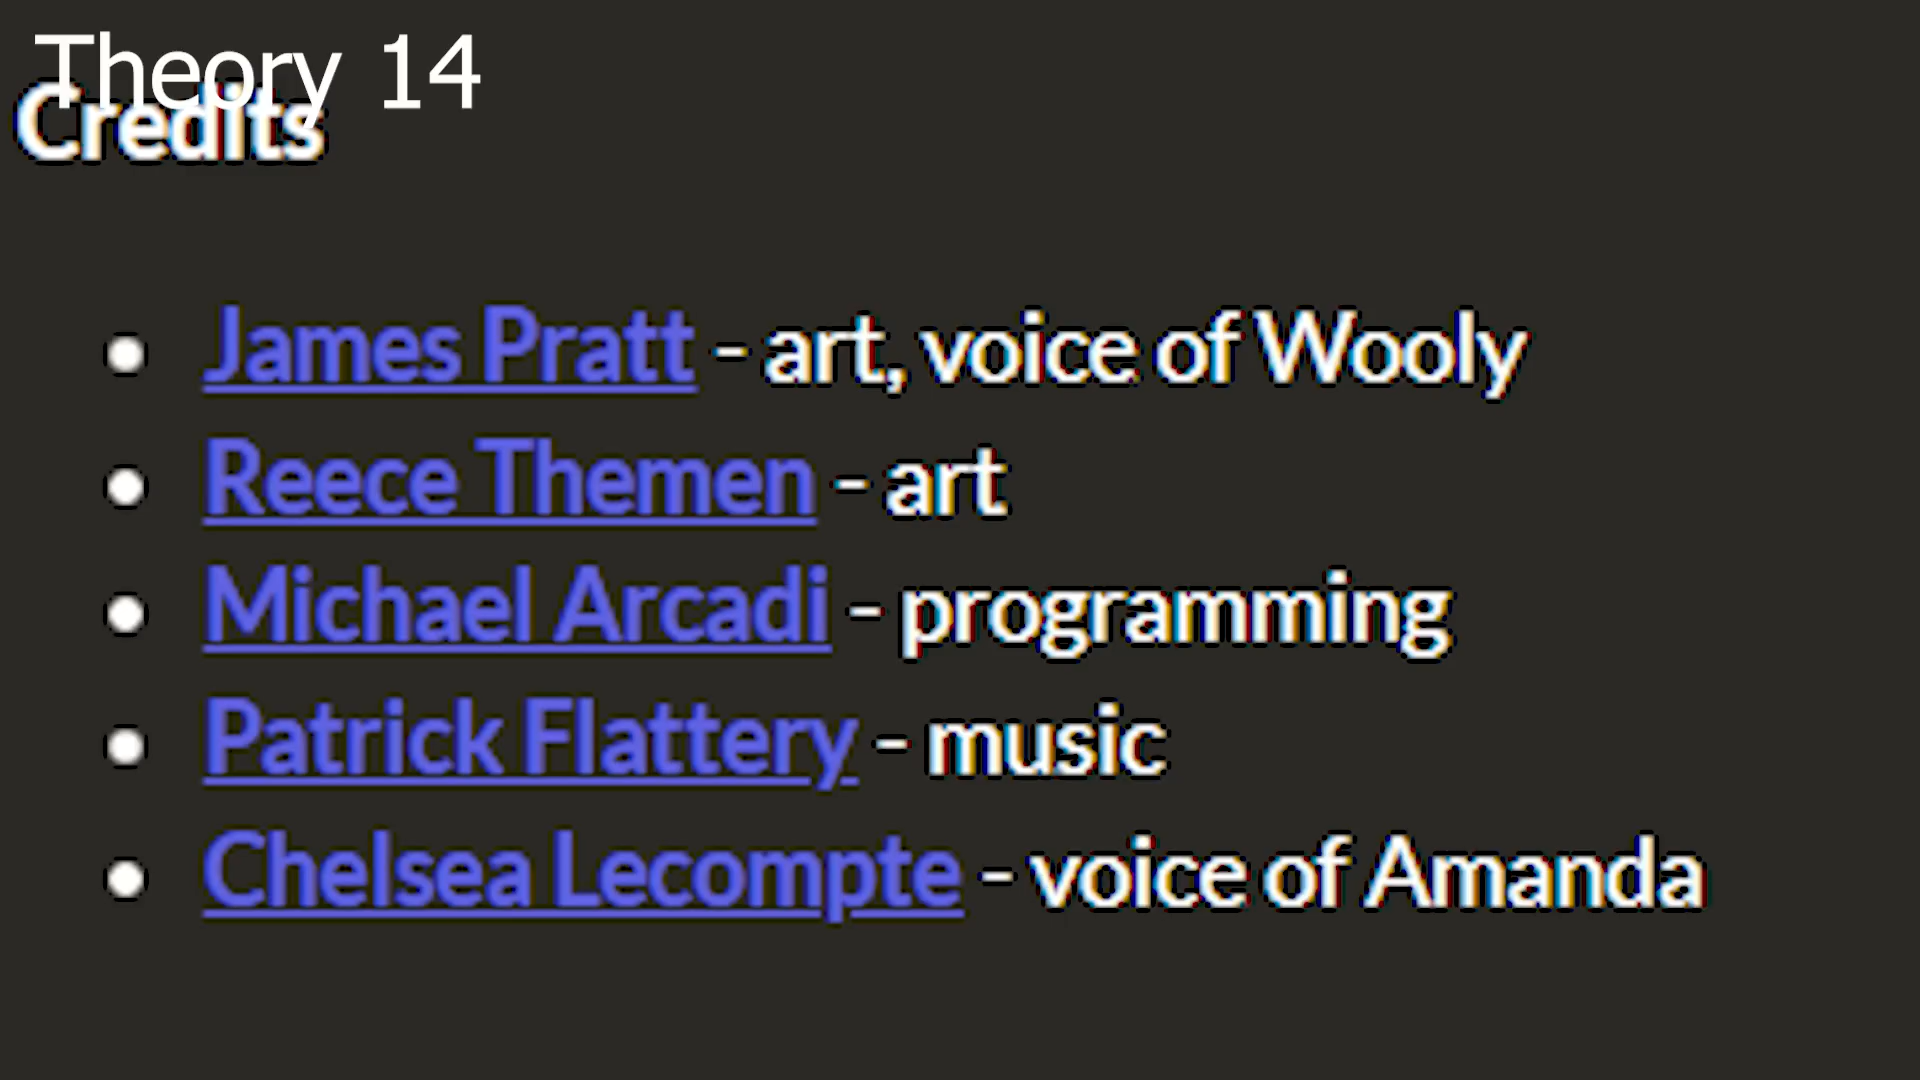 Theory 14
Credits
James Pratt - art, voice of Wooly
Reece Themen - art
Michael Arcadi - programming
Patrick Flattery - music
Chelsea Lecompte - voice of Amanda